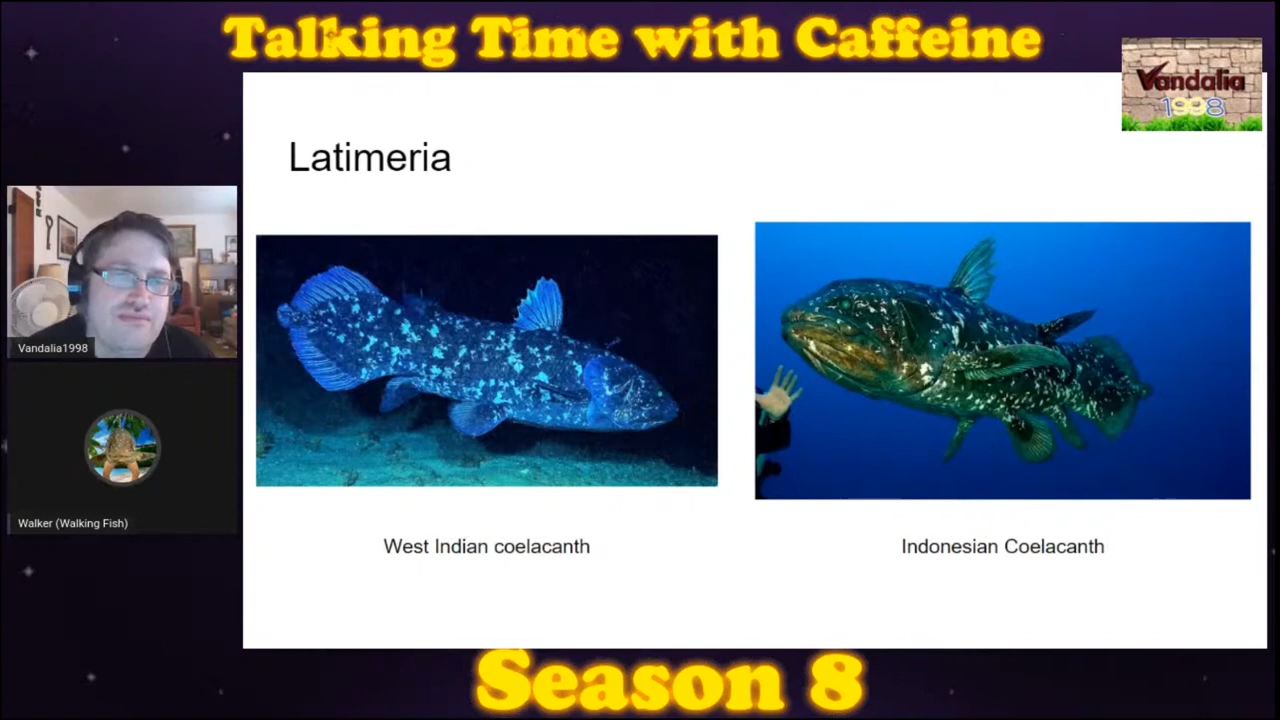 Talking Time with Caffeine
Vandalia
1998
Latimeria
Vandalia1998
Walker (Walking Fish)
West Indian coelacanth
Indonesian Coelacanth
Season 8